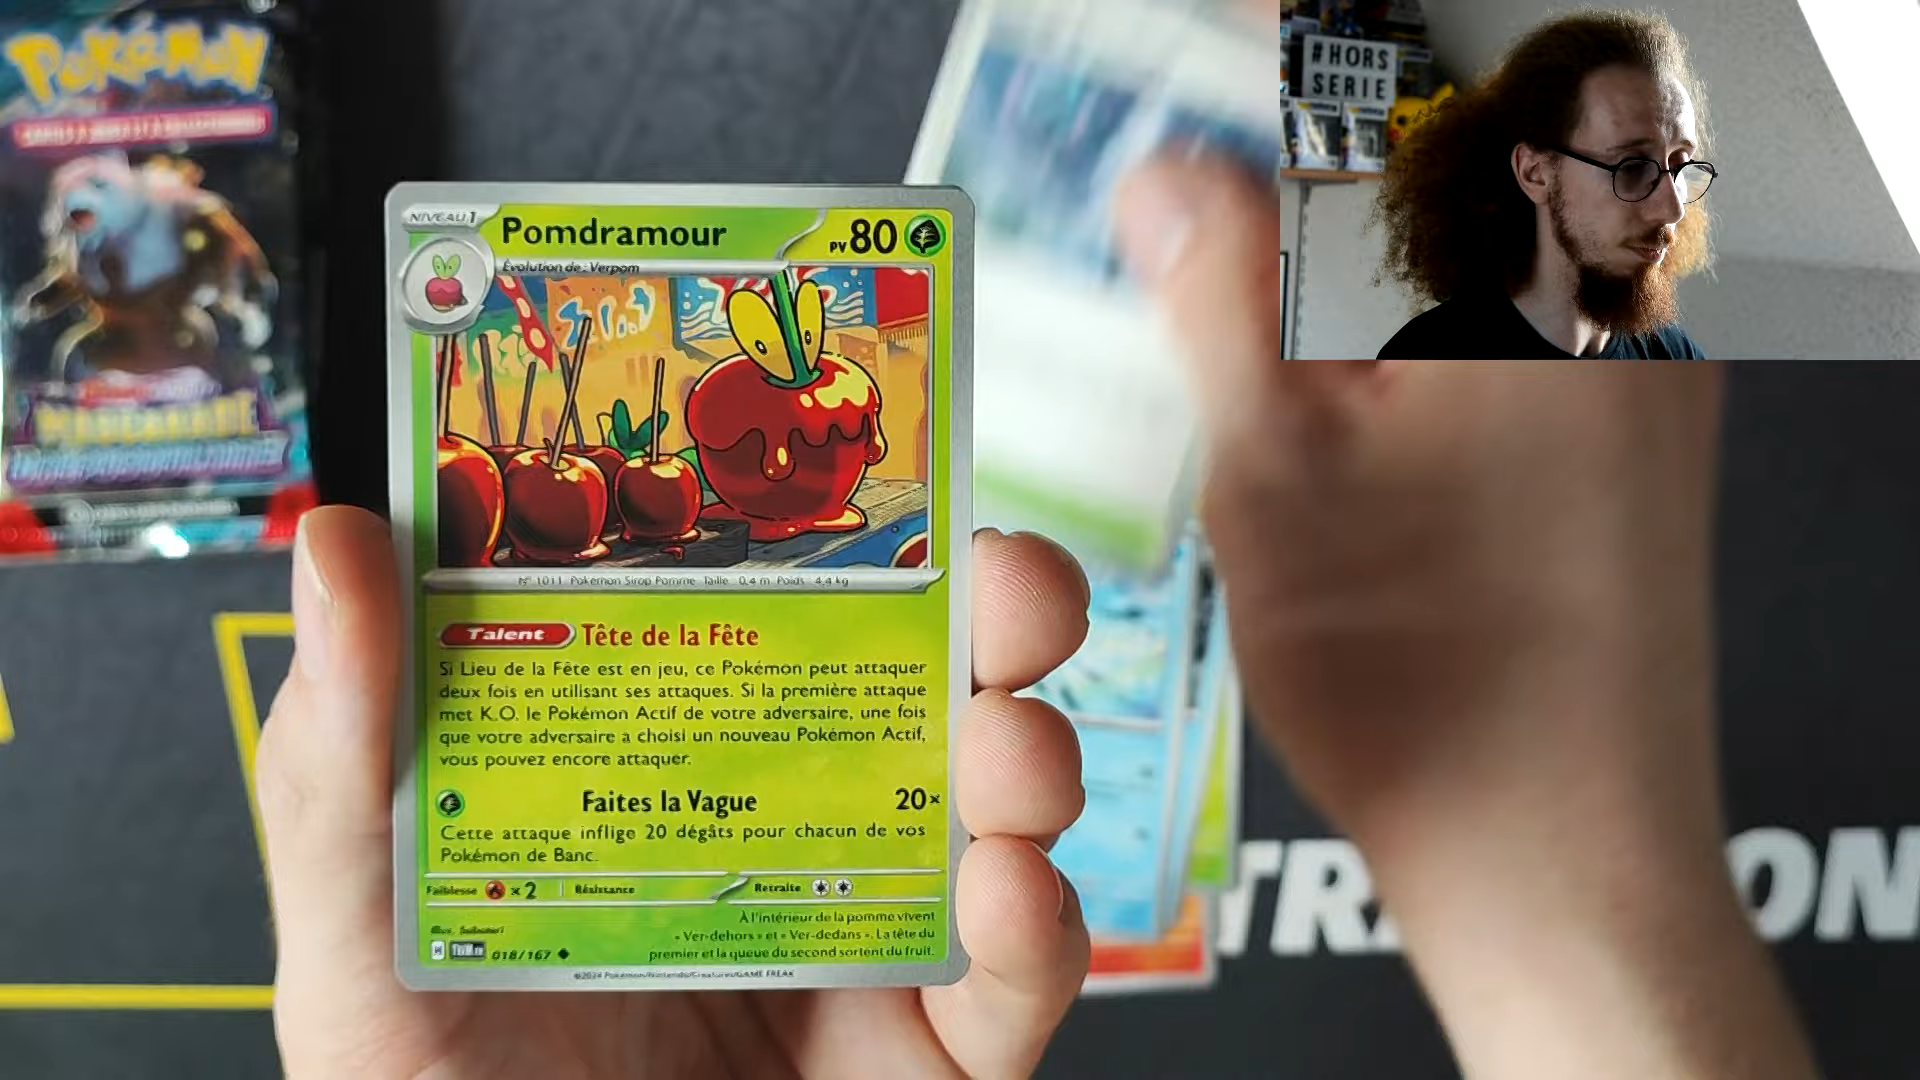 POKéMON
#HORS
SERIE
NIVEAU 1
Pomdramour
PV 80
Évolution de : Verpom
N° 1011 Pokémon Sirop Pomme Taille 0,4 m Poids 4,4 kg
Talent Tête de la Fête
Si Lieu de la Fête est en jeu, ce Pokémon peut attaquer
deux fois en utilisant ses attaques. Si la première attaque
met K.O. le Pokémon Actif de votre adversaire, une fois
que votre adversaire a choisi un nouveau Pokémon Actif,
vous pouvez encore attaquer.
Faites la Vague 20×
Cette attaque inflige 20 dégâts pour chacun de vos
Pokémon de Banc.
Faiblesse ×2 Résistance Retraite
À l'intérieur de la pomme vivent
« Ver-dehors » et « Ver-dedans ». La tête du
premier et la queue du second sortent du fruit.
018/167
©2024 Pokémon/Nintendo/Creatures/GAME FREAK
MASCARADE
TR
ON